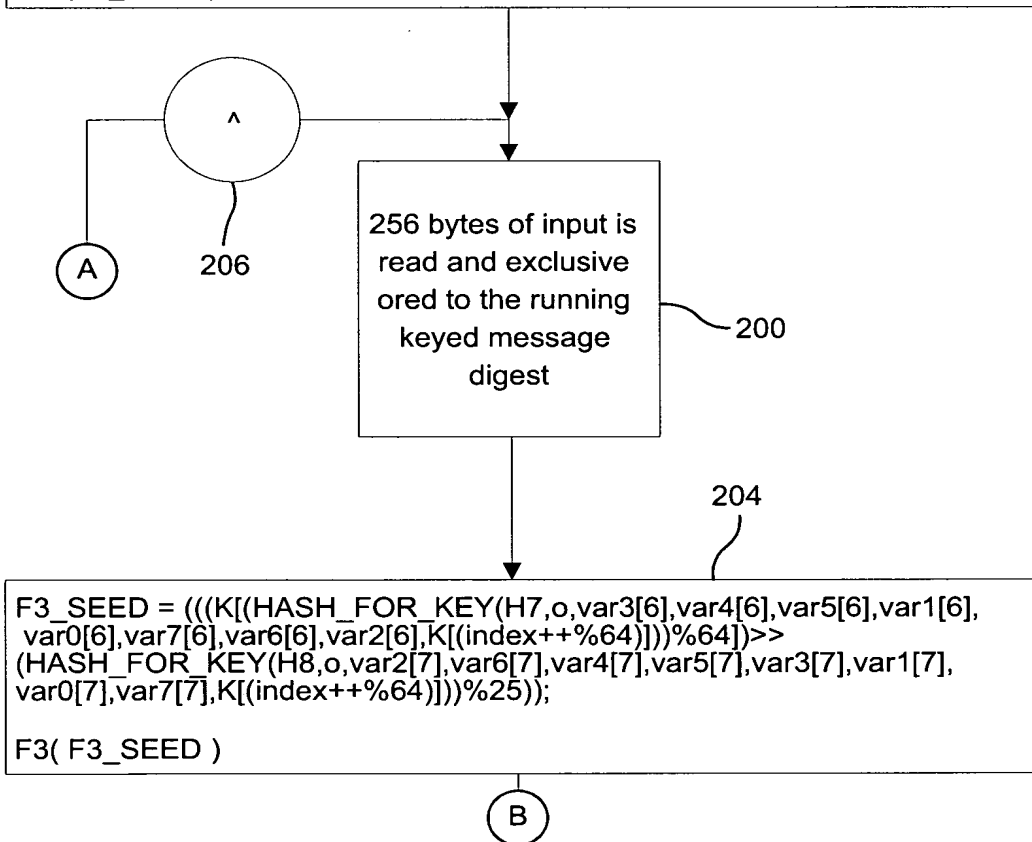 ^
A
206
256 bytes of input is
read and exclusive
ored to the running
keyed message
digest
200
204
F3_SEED = (((K[(HASH_FOR_KEY(H7,o,var3[6],var4[6],var5[6],var1[6],
var0[6],var7[6],var6[6],var2[6],K[(index++%64)]))%64])>>
(HASH_FOR_KEY(H8,o,var2[7],var6[7],var4[7],var5[7],var3[7],var1[7],
var0[7],var7[7],K[(index++%64)]))%25));
F3( F3_SEED )
B